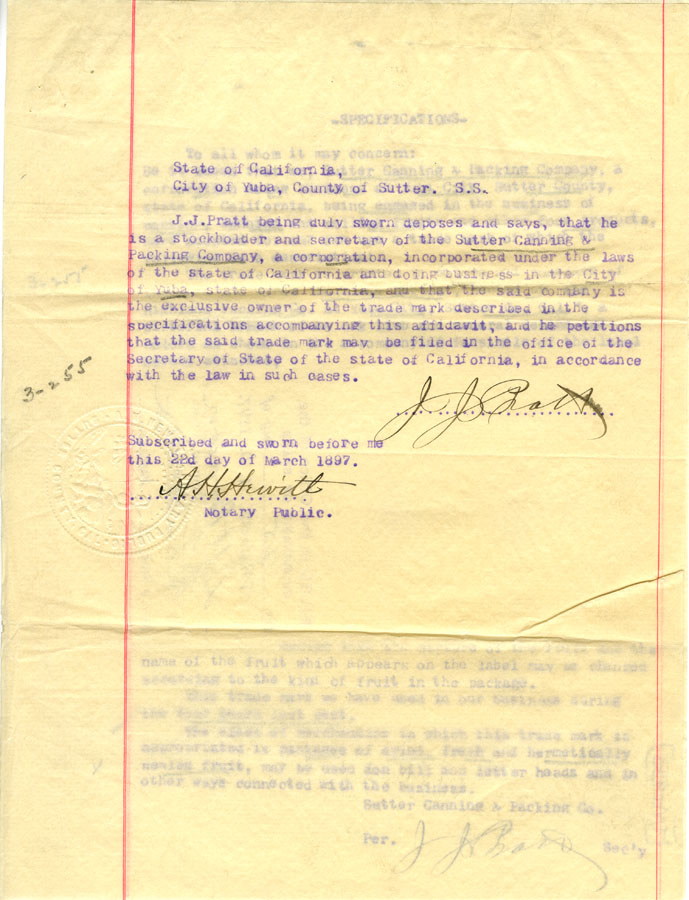 -SPECIFICATIONS-
To all whom it may concern:
State of California,
City of Yuba, County of Sutter. S.S.
J.J.Pratt being duly sworn deposes and says, that he
is a stockholder and secretary of the Sutter Canning &
Packing Company, a corporation, incorporated under the laws
of the state of California and doing business in the City
of Yuba, state of California, and that the said company is
the exclusive owner of the trade mark described in the
specifications accompanying this affidavit, and he petitions
that the said trade mark may be filed in the office of the
Secretary of State of the state of California, in accordance
with the law in such cases.
3-255
3-255
J J Pratt
Subscribed and sworn before me
this 22d day of March 1897.
A H Hewitt
Notary Public.
name of the fruit which appears on the label may be changed
according to the kind of fruit in the package.
This trade mark we have used in our business during
the four years last past.
The class of merchandise to which this trade mark is
appropriated is packages of dried, fresh and hermetically
sealed fruit, may be used on bill and letter heads and in
other ways connected with the business.
Sutter Canning & Packing Co.
Per. J J Pratt Sec'y